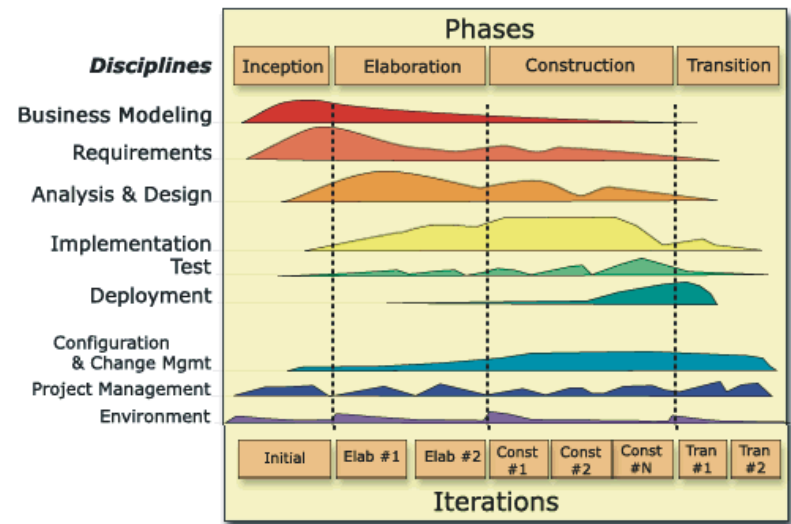 Phases
Disciplines
Inception
Elaboration
Construction
Transition
Business Modeling
Requirements
Analysis & Design
Implementation
Test
Deployment
Configuration
& Change Mgmt
Project Management
Environment
Initial
Elab #1
Elab #2
Const
#1
Const
#2
Const
#N
Tran
#1
Tran
#2
Iterations